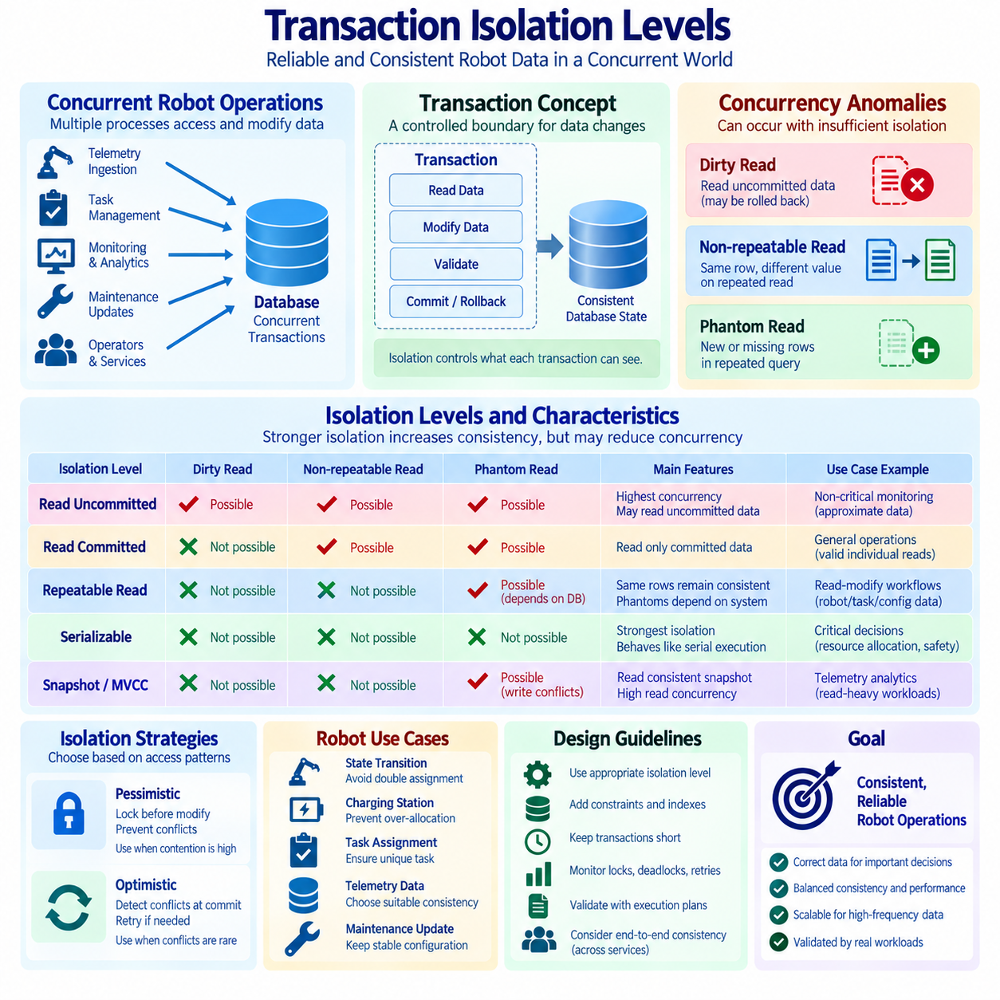 Transaction Isolation Levels
Reliable and Consistent Robot Data in a Concurrent World
Concurrent Robot Operations
Multiple processes access and modify data
Telemetry
Ingestion
Task
Management
Monitoring
& Analytics
Maintenance
Updates
Operators
& Services
Database
Concurrent
Transactions
Transaction Concept
A controlled boundary for data changes
Transaction
Read Data
Modify Data
Validate
Commit / Rollback
Consistent
Database State
Isolation controls what each transaction can see.
Concurrency Anomalies
Can occur with insufficient isolation
Dirty Read
Read uncommitted data
(may be rolled back)
Non-repeatable Read
Same row, different value
on repeated read
Phantom Read
New or missing rows
in repeated query
Isolation Levels and Characteristics
Stronger isolation increases consistency, but may reduce concurrency
Isolation Level Dirty Read Non-repeatable Read Phantom Read Main Features Use Case Example
Read Uncommitted Possible Possible Possible
Highest concurrency
May read uncommitted data
Non-critical monitoring
(approximate data)
Read Committed Not possible Possible Possible
Read only committed data
General operations
(valid individual reads)
Repeatable Read Not possible Not possible
Possible
(depends on DB)
Same rows remain consistent
Phantoms depend on system
Read-modify workflows
(robot/task/config data)
Serializable Not possible Not possible Not possible
Strongest isolation
Behaves like serial execution
Critical decisions
(resource allocation, safety)
Snapshot / MVCC Not possible Not possible
Possible
(write conflicts)
Read consistent snapshot
High read concurrency
Telemetry analytics
(read-heavy workloads)
Isolation Strategies
Choose based on access patterns
Pessimistic
Lock before modify
Prevent conflicts
Use when contention is high
Optimistic
Detect conflicts at commit
Retry if needed
Use when conflicts are rare
Robot Use Cases
State Transition
Avoid double assignment
Charging Station
Prevent over-allocation
Task Assignment
Ensure unique task
Telemetry Data
Choose suitable consistency
Maintenance Update
Keep stable configuration
Design Guidelines
Use appropriate isolation level
Add constraints and indexes
Keep transactions short
Monitor locks, deadlocks, retries
Validate with execution plans
Consider end-to-end consistency
(across services)
Goal
Consistent,
Reliable
Robot Operations
Correct data for important decisions
Balanced consistency and performance
Scalable for high-frequency data
Validated by real workloads